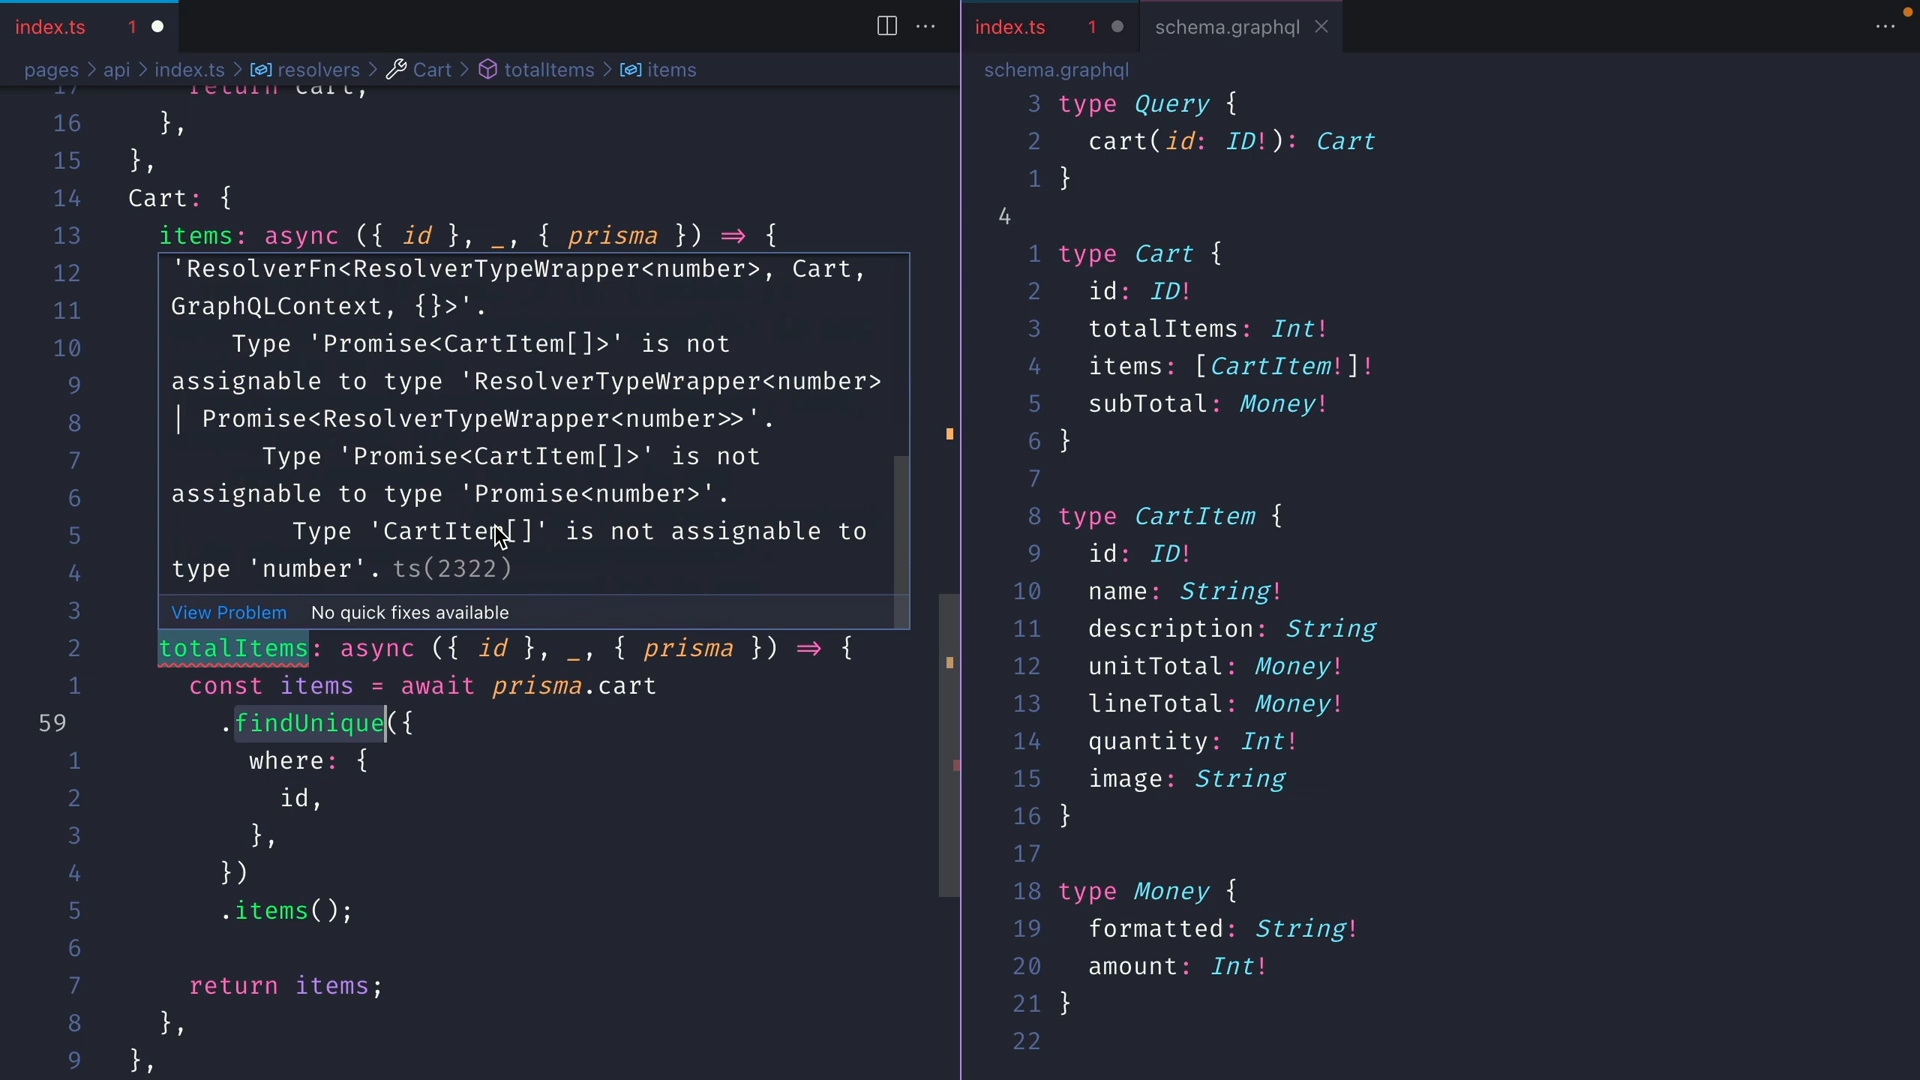 index.ts 1
pages > api > index.ts > resolvers > Cart > totalItems > items
17 return cart;
16 },
15 },
14 Cart: {
13 items: async ({ id }, _, { prisma }) => {
12 'ResolverFn<ResolverTypeWrapper<number>, Cart,
11 GraphQLContext, {}>'.
10 Type 'Promise<CartItem[]>' is not
9 assignable to type 'ResolverTypeWrapper<number>
8 | Promise<ResolverTypeWrapper<number>>'.
7 Type 'Promise<CartItem[]>' is not
6 assignable to type 'Promise<number>'.
5 Type 'CartItem[]' is not assignable to
4 type 'number'. ts(2322)
3 View Problem No quick fixes available
2 totalItems: async ({ id }, _, { prisma }) => {
1 const items = await prisma.cart
59 .findUnique({
1 where: {
2 id,
3 },
4 })
5 .items();
6
7 return items;
8 },
9 },
index.ts 1 schema.graphql
schema.graphql
3 type Query {
2 cart(id: ID!): Cart
1 }
4
1 type Cart {
2 id: ID!
3 totalItems: Int!
4 items: [CartItem!]!
5 subTotal: Money!
6 }
7
8 type CartItem {
9 id: ID!
10 name: String!
11 description: String
12 unitTotal: Money!
13 lineTotal: Money!
14 quantity: Int!
15 image: String
16 }
17
18 type Money {
19 formatted: String!
20 amount: Int!
21 }
22